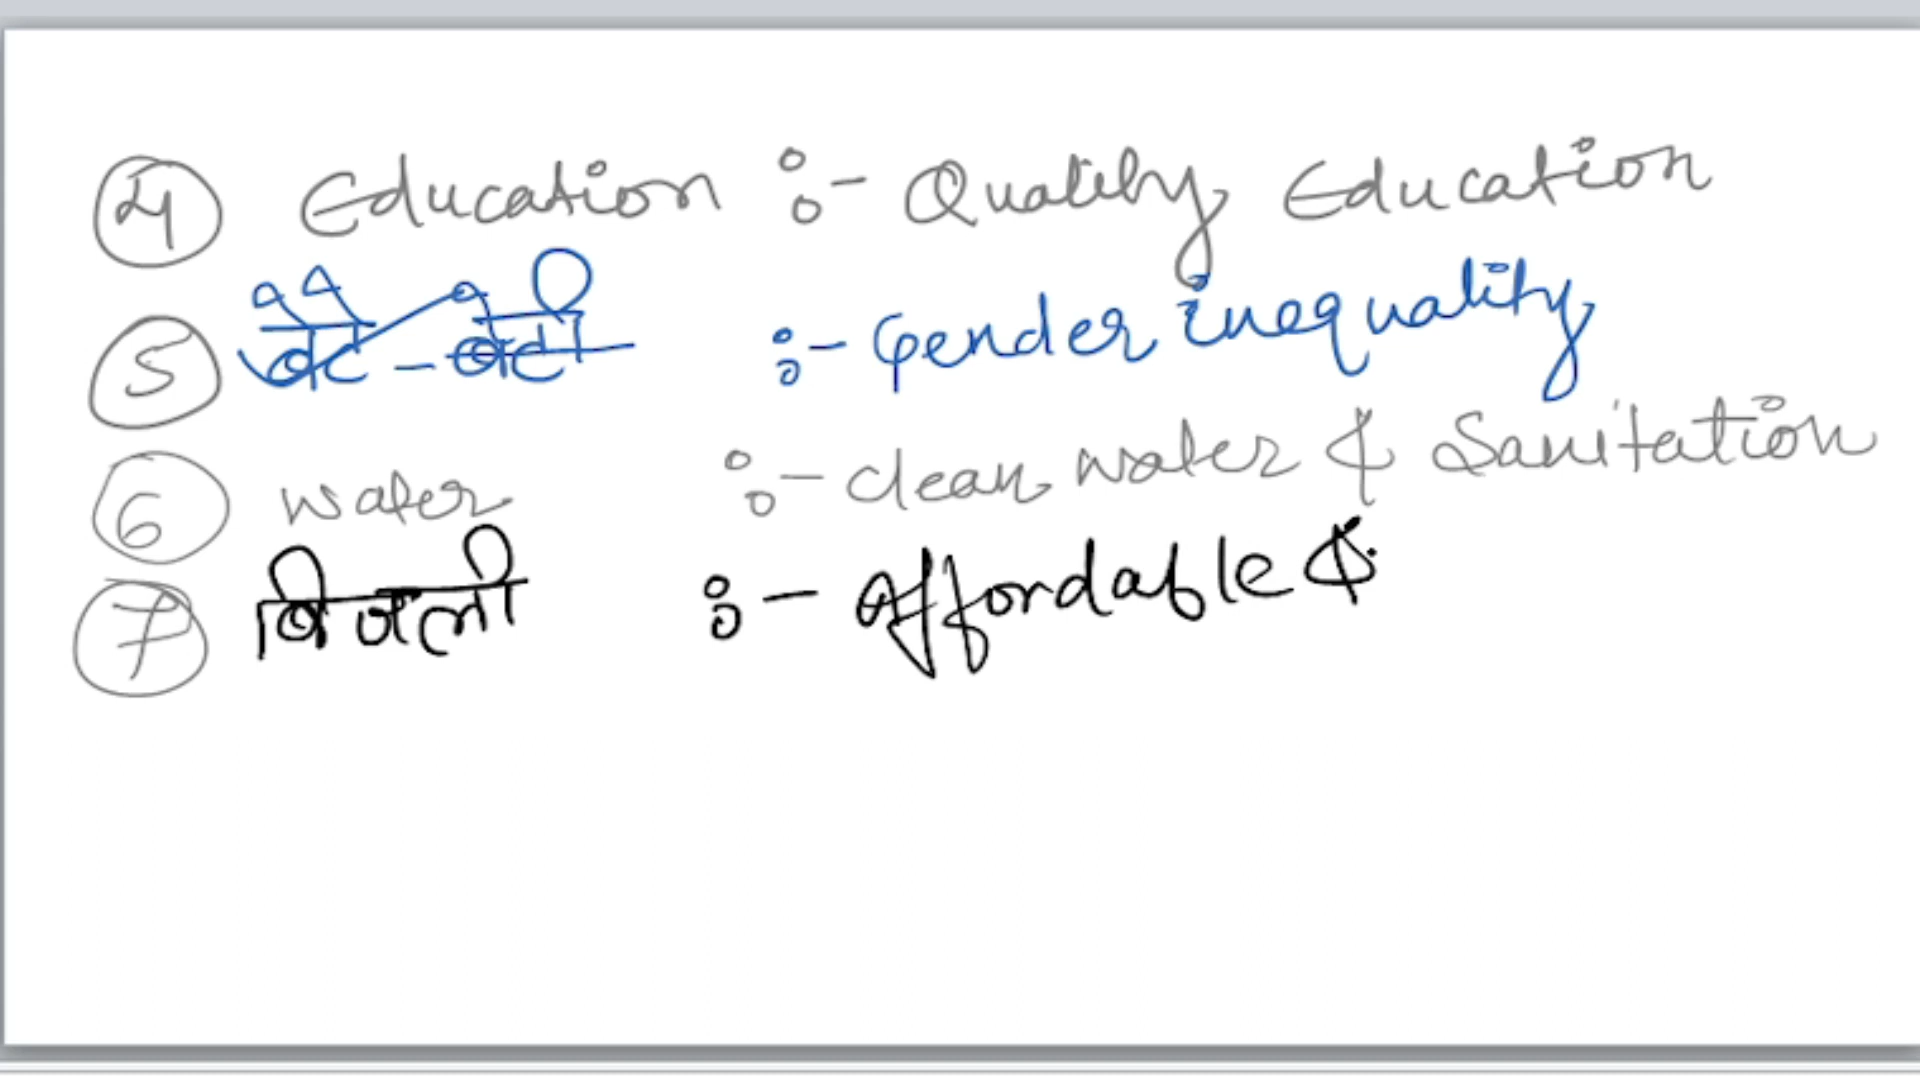 4 Education :- Quality Education
5 बेटे - बेटी :- Gender inequality
6 water :- clean water & Sanitation
7 बिजली :- Affordable &